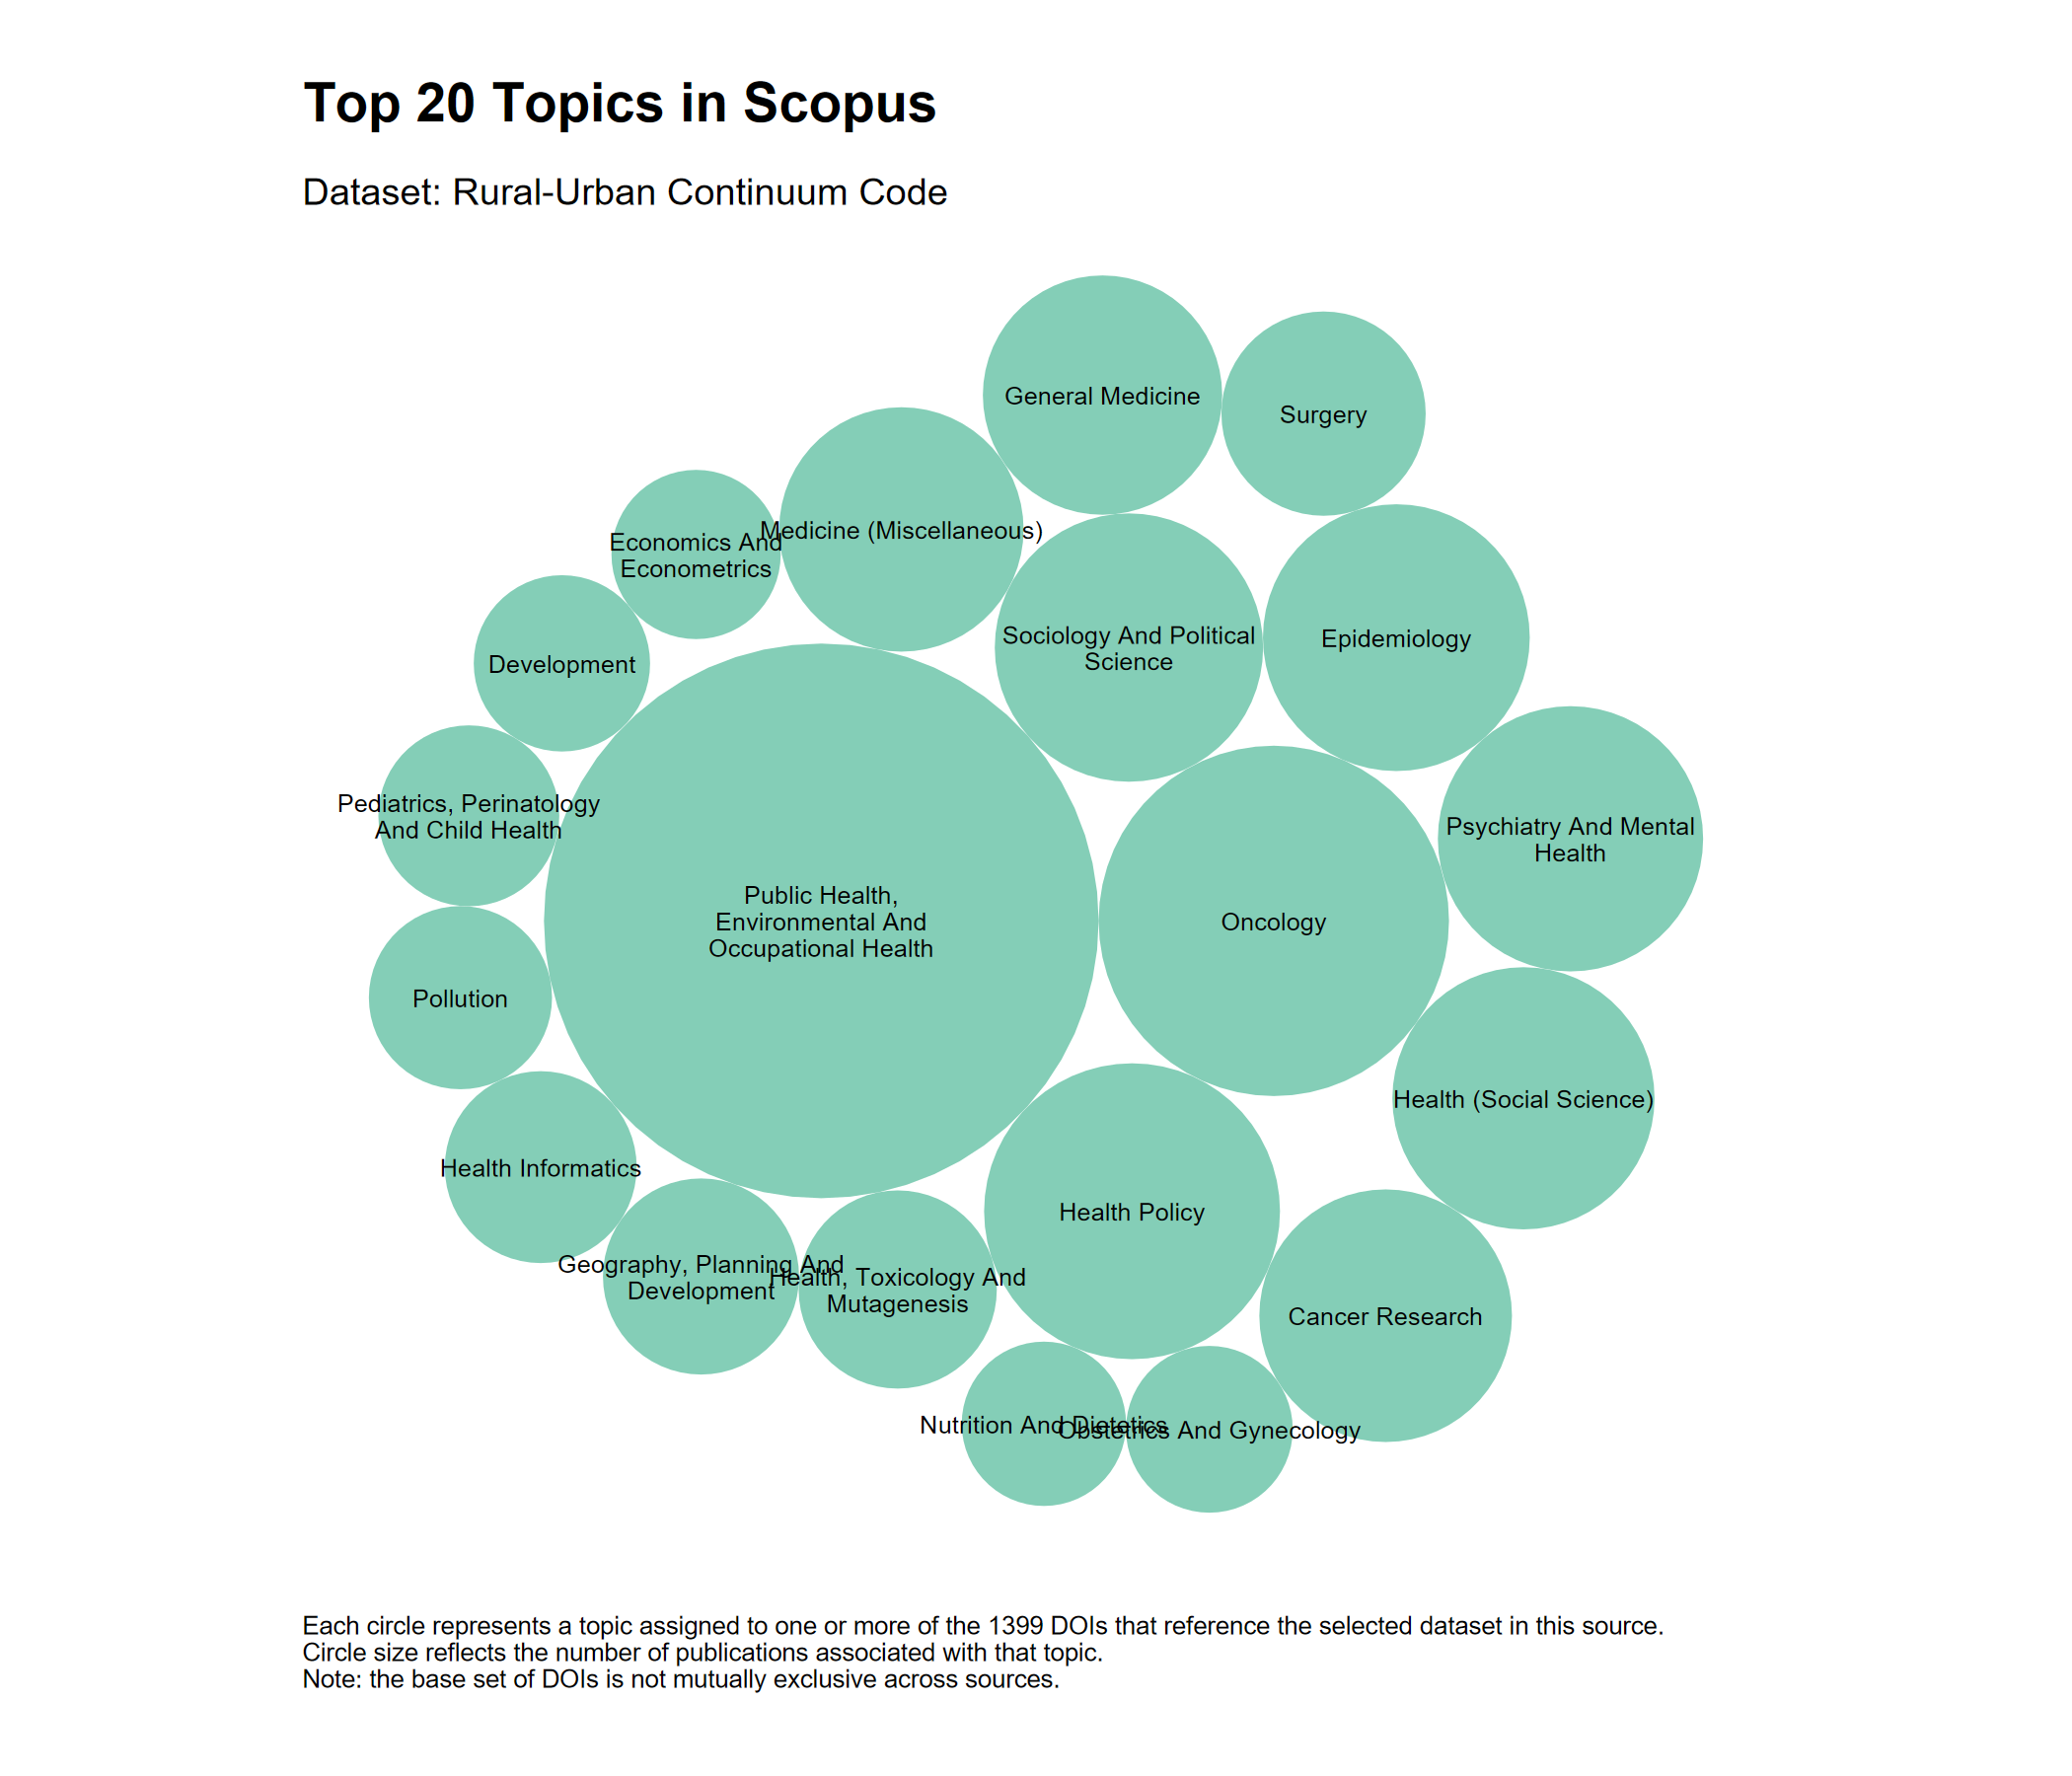 Top 20 Topics in Scopus
Dataset: Rural-Urban Continuum Code
General Medicine
Surgery
Medicine (Miscellaneous)
Economics And
Econometrics
Sociology And Political
Science
Epidemiology
Development
Pediatrics, Perinatology
And Child Health
Psychiatry And Mental
Health
Public Health,
Environmental And
Occupational Health
Oncology
Pollution
Health (Social Science)
Health Informatics
Health Policy
Geography, Planning And
Development
Health, Toxicology And
Mutagenesis
Cancer Research
Nutrition And Dietetics
Obstetrics And Gynecology
Each circle represents a topic assigned to one or more of the 1399 DOIs that reference the selected dataset in this source.
Circle size reflects the number of publications associated with that topic.
Note: the base set of DOIs is not mutually exclusive across sources.